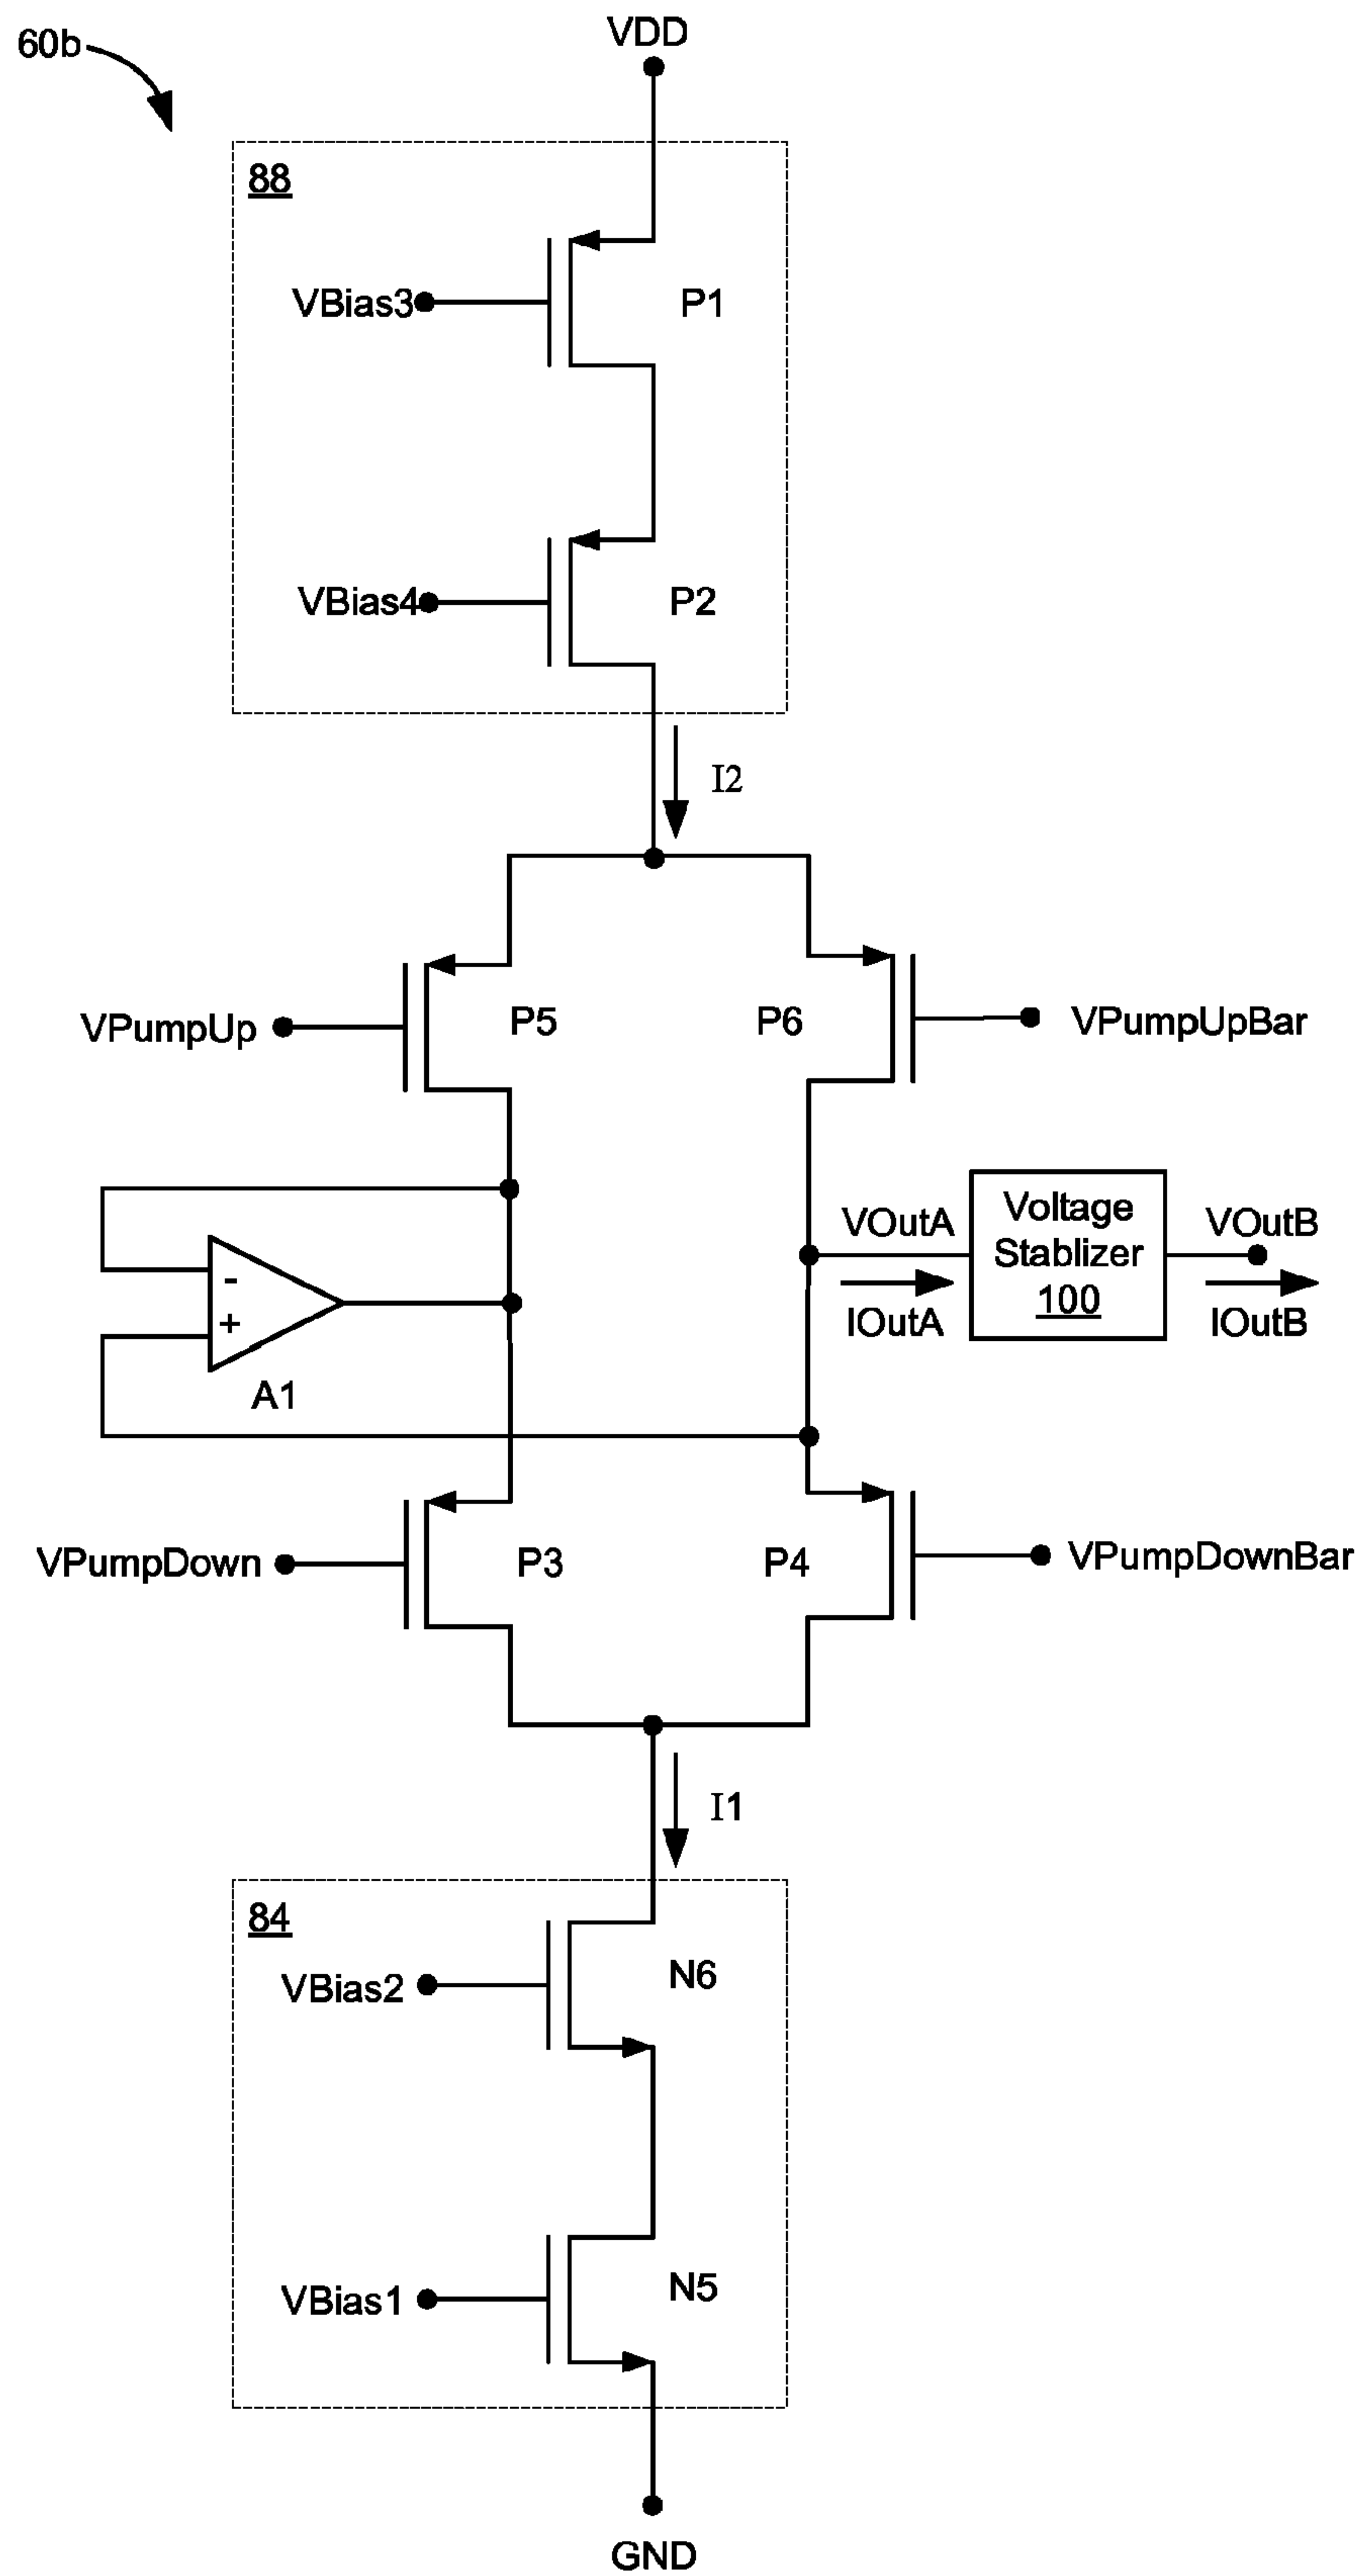 60b
VDD
88
VBias3
P1
VBias4
P2
I2
VPumpUp
P5
P6
VPumpUpBar
VOutA
Voltage
Stablizer
100
VOutB
IOutA
IOutB
-
+
A1
VPumpDown
P3
P4
VPumpDownBar
I1
84
VBias2
N6
VBias1
N5
GND